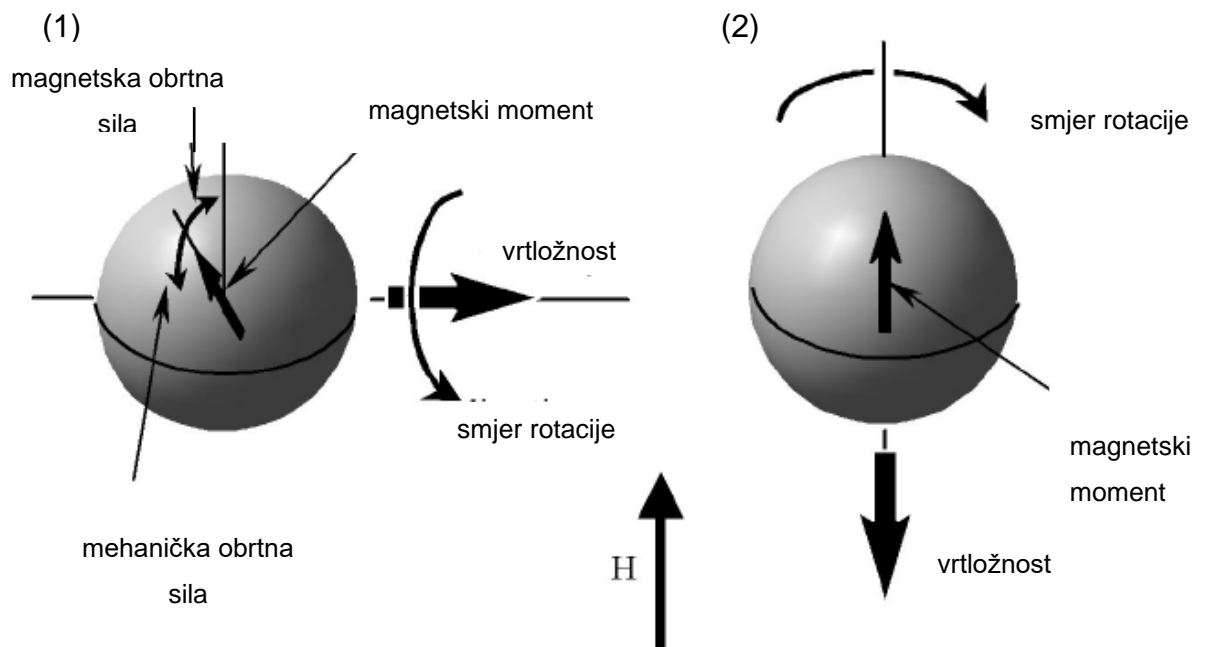 (1)
magnetska obrtna
sila
magnetski moment
vrtložnost
smjer rotacije
mehanička obrtna
sila
H
(2)
smjer rotacije
magnetski
moment
vrtložnost